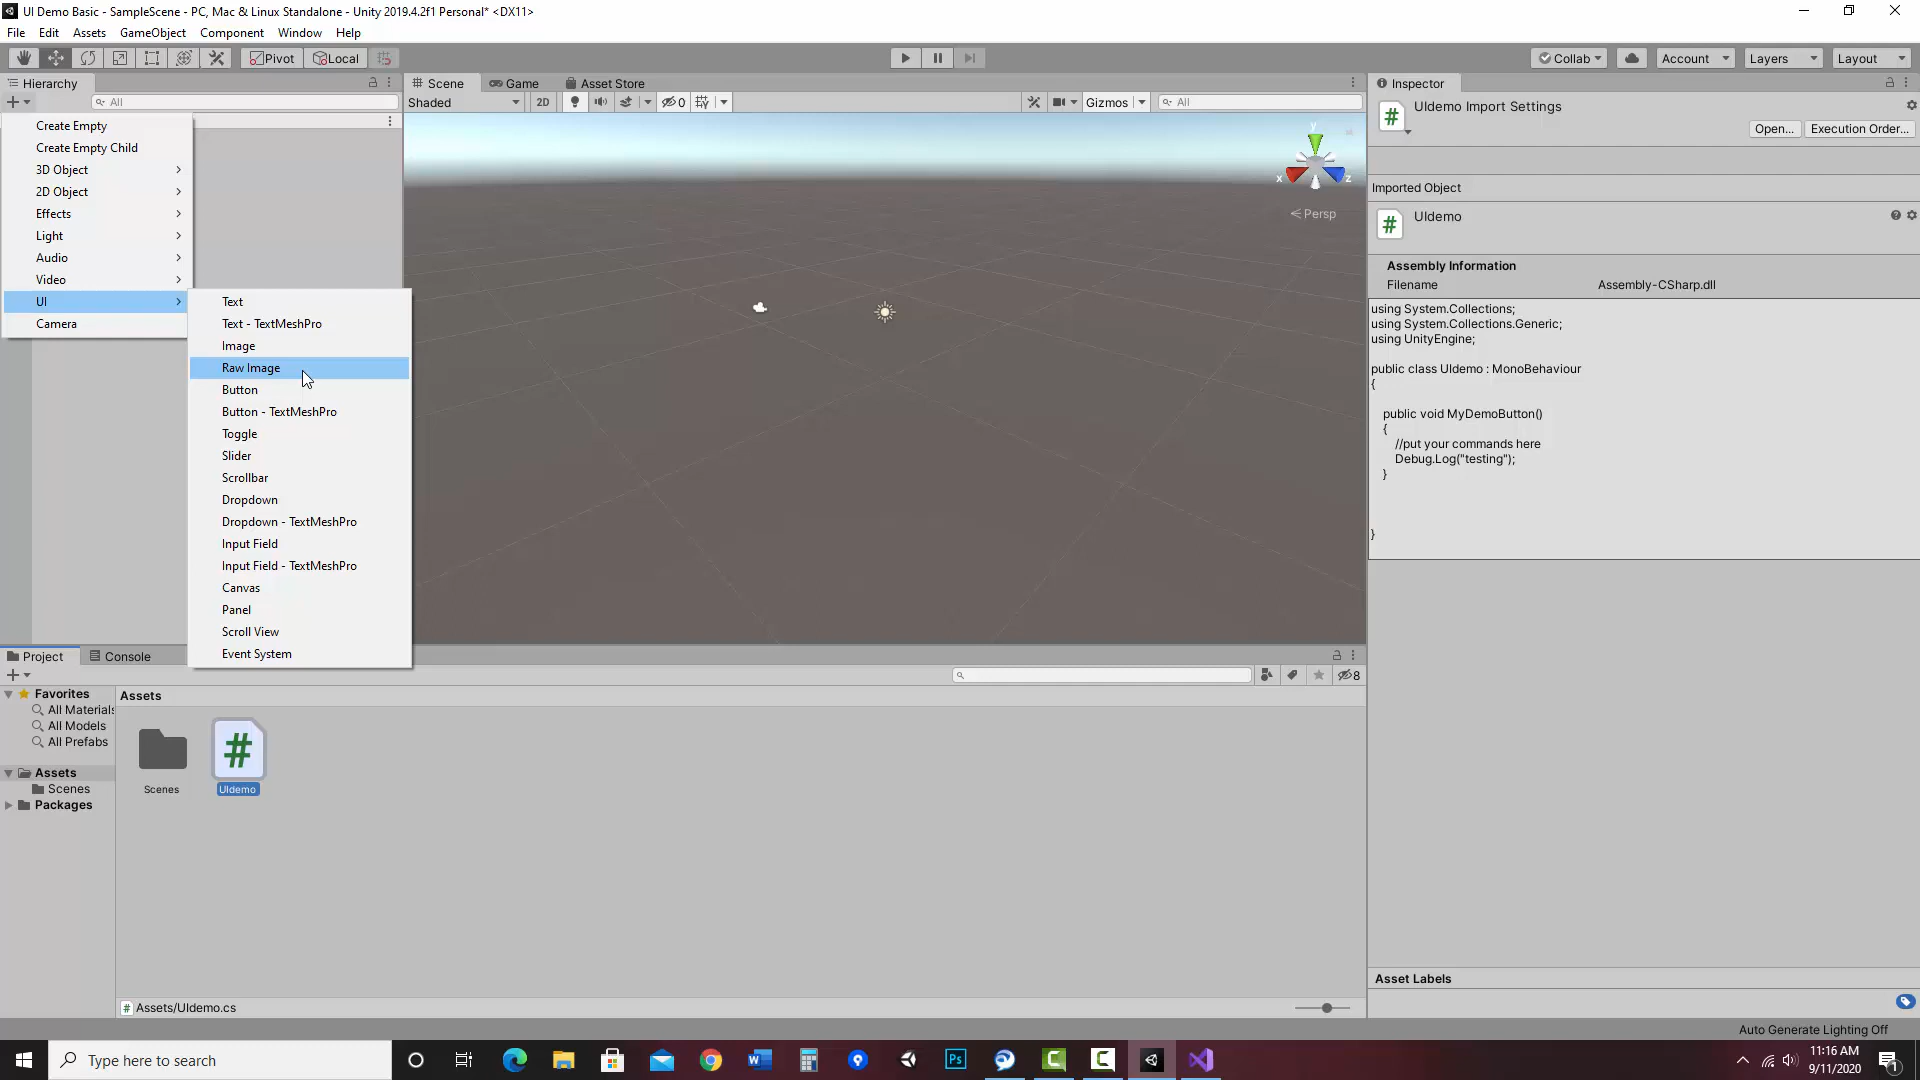 UI Demo Basic - SampleScene - PC, Mac & Linux Standalone - Unity 2019.4.2f1 Personal* <DX11>
File Edit Assets GameObject Component Window Help
Pivot Local Collab Account Layers Layout
Hierarchy
All
Create Empty
Create Empty Child
3D Object
2D Object
Effects
Light
Audio
Video
UI
Camera
Text
Text - TextMeshPro
Image
Raw Image
Button
Button - TextMeshPro
Toggle
Slider
Scrollbar
Dropdown
Dropdown - TextMeshPro
Input Field
Input Field - TextMeshPro
Canvas
Panel
Scroll View
Event System
Scene Game Asset Store
Shaded 2D 0 Gizmos All
y
x z
Persp
Inspector
UIdemo Import Settings
Open... Execution Order...
Imported Object
UIdemo
Assembly Information
Filename Assembly-CSharp.dll
using System.Collections;
using System.Collections.Generic;
using UnityEngine;
public class UIdemo : MonoBehaviour
{
public void MyDemoButton()
{
//put your commands here
Debug.Log("testing");
}
}
Asset Labels
Project Console
8
Favorites
All Materials
All Models
All Prefabs
Assets
Scenes
Packages
Assets
Scenes
UIdemo
Assets/UIdemo.cs
Auto Generate Lighting Off
Type here to search
11:16 AM
9/11/2020
1